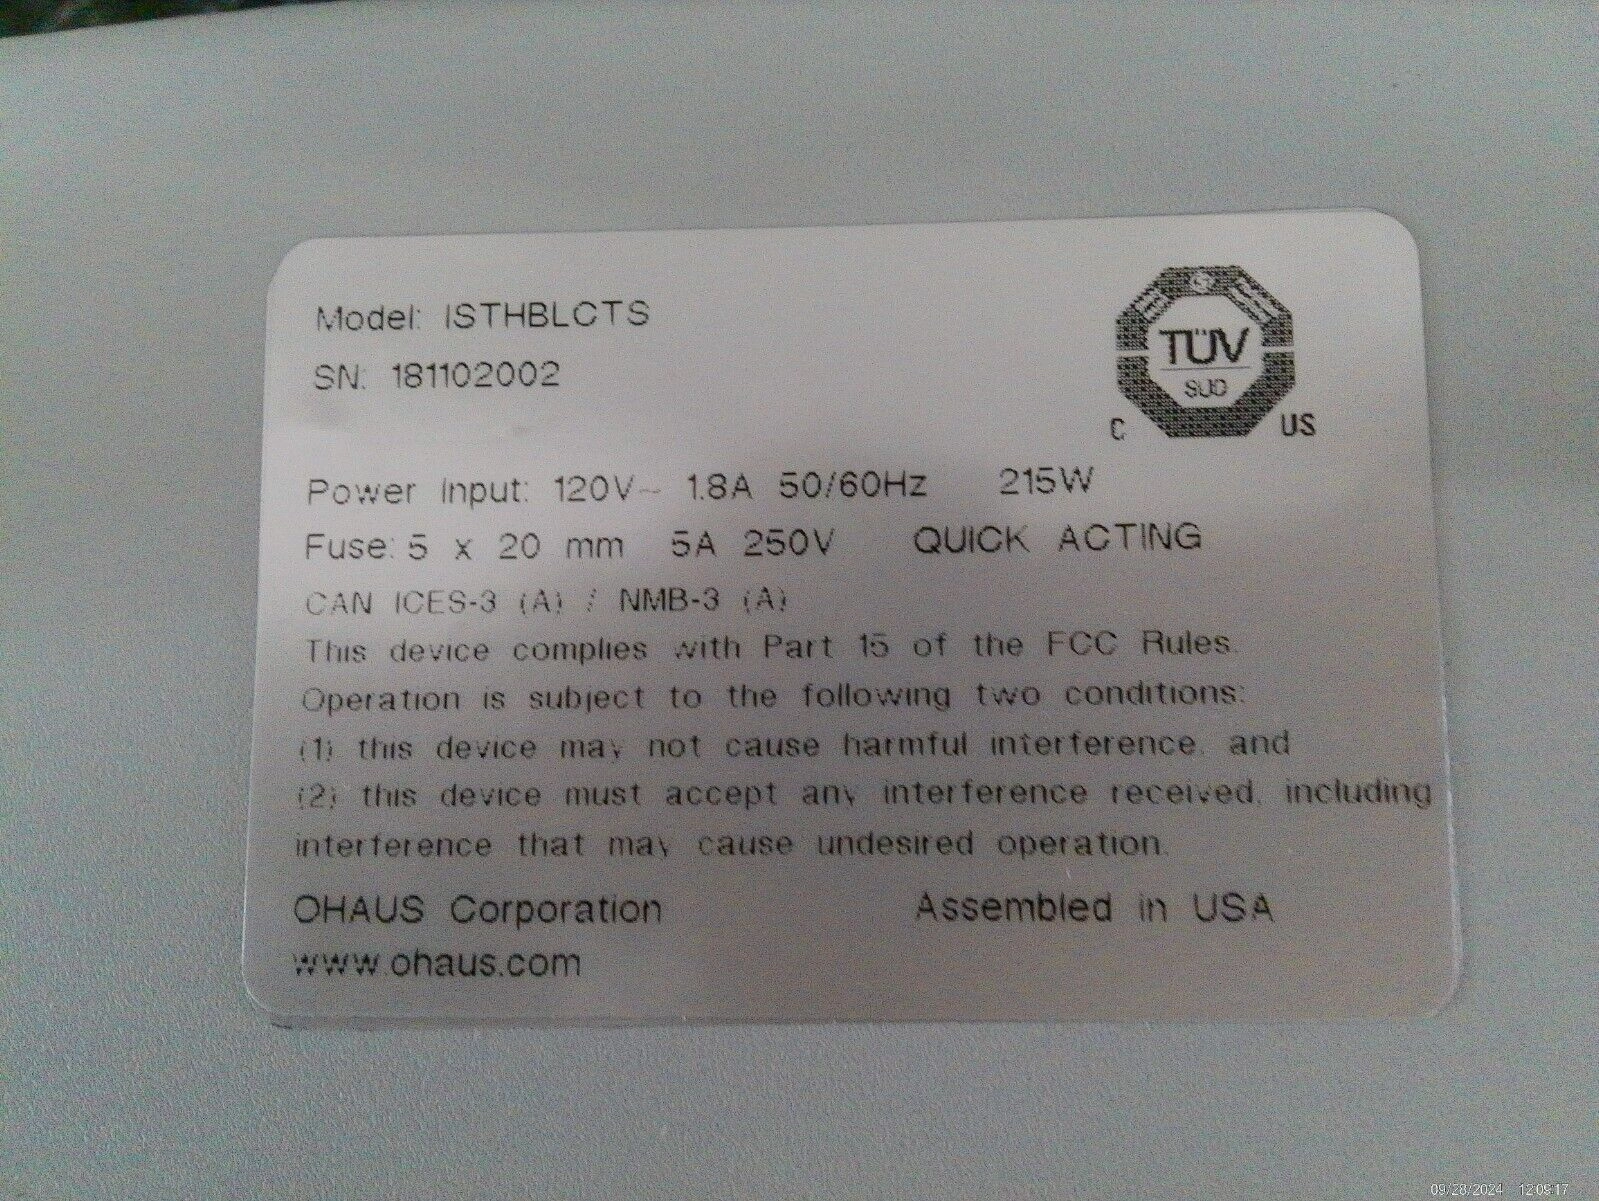 Model: ISTHBLCTS
SN: 181102002
TÜV
SÜD
C US
Power Input: 120V~ 1.8A 50/60Hz 215W
Fuse: 5 x 20 mm 5A 250V QUICK ACTING
CAN ICES-3 (A) / NMB-3 (A)
This device complies with Part 15 of the FCC Rules.
Operation is subject to the following two conditions:
(1) this device may not cause harmful interference, and
(2) this device must accept any interference received, including
interference that may cause undesired operation.
OHAUS Corporation Assembled in USA
www.ohaus.com
09/28/2024 12:09:17